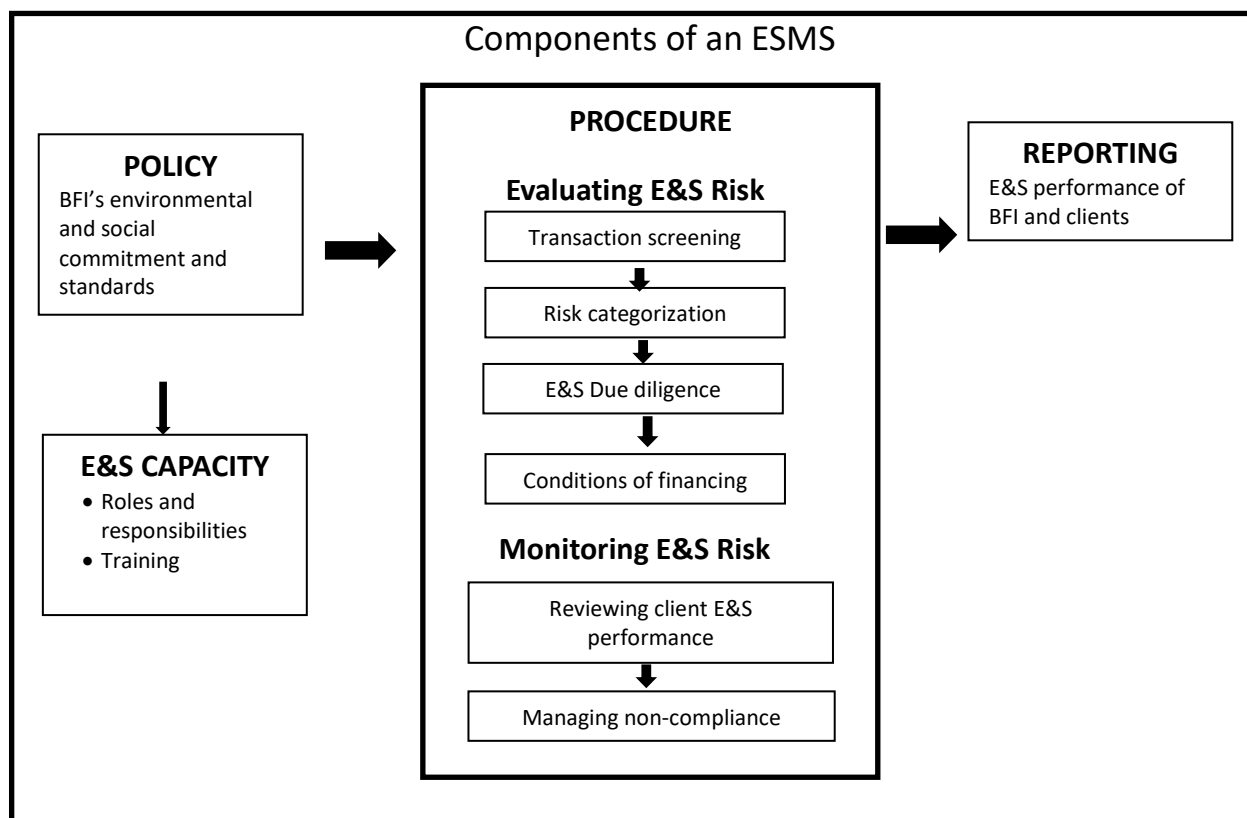 Components of an ESMS
POLICY
BFI’s environmental
and social
commitment and
standards
E&S CAPACITY
• Roles and
responsibilities
• Training
PROCEDURE
Evaluating E&S Risk
Transaction screening
Risk categorization
E&S Due diligence
Conditions of financing
Monitoring E&S Risk
Reviewing client E&S
performance
Managing non-compliance
REPORTING
E&S performance of
BFI and clients